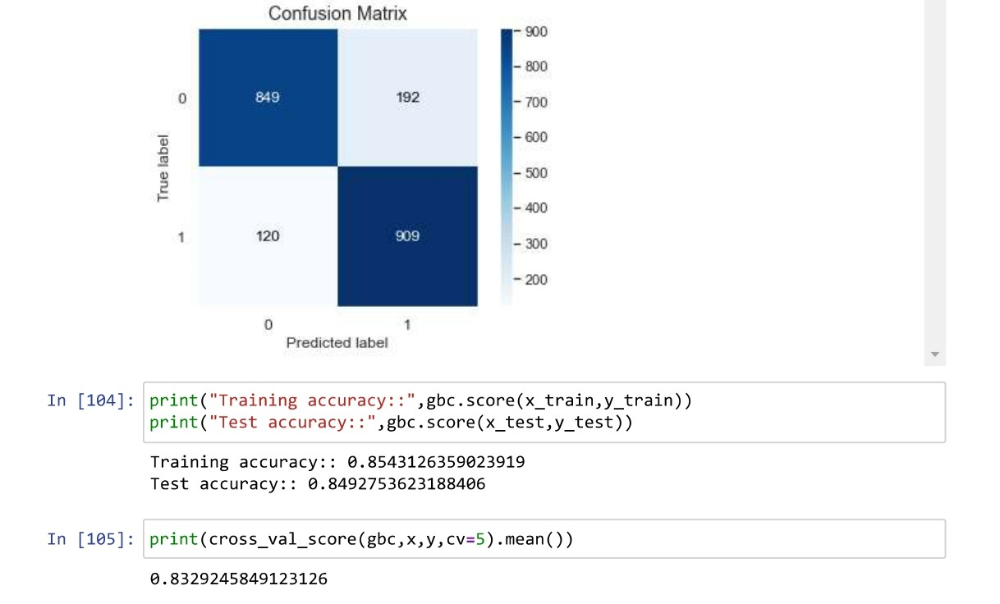 Confusion Matrix
900
800
0 849 192
700
600
True label
500
400
1 120 909
300
200
0 1
Predicted label
In [104]: print("Training accuracy::",gbc.score(x_train,y_train))
print("Test accuracy::",gbc.score(x_test,y_test))
Training accuracy:: 0.8543126359023919
Test accuracy:: 0.8492753623188406
In [105]: print(cross_val_score(gbc,x,y,cv=5).mean())
0.8329245849123126